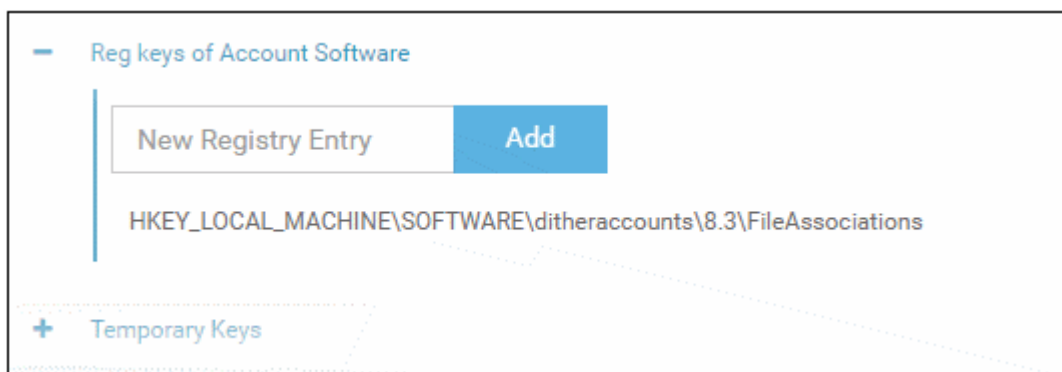 Reg keys of Account Software
New Registry Entry
Add
HKEY_LOCAL_MACHINE\SOFTWARE\ditheraccounts\8.3\FileAssociations
Temporary Keys